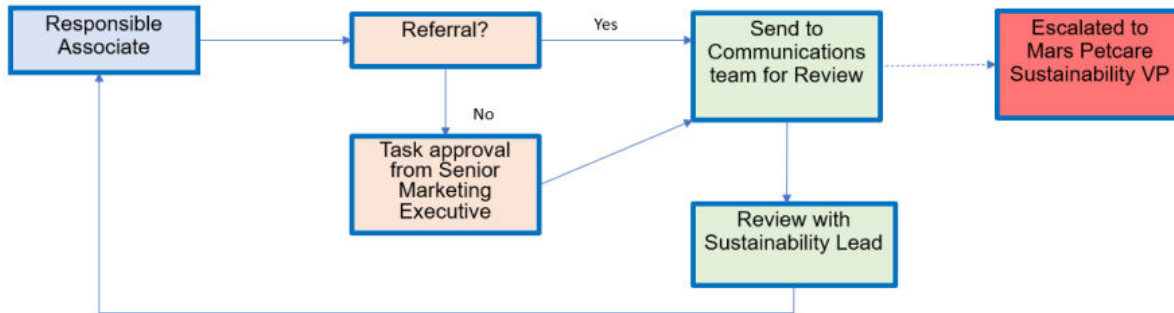 Responsible
Associate
Referral?
Yes
Send to
Communications
team for Review
Escalated to
Mars Petcare
Sustainability VP
No
Task approval
from Senior
Marketing
Executive
Review with
Sustainability Lead